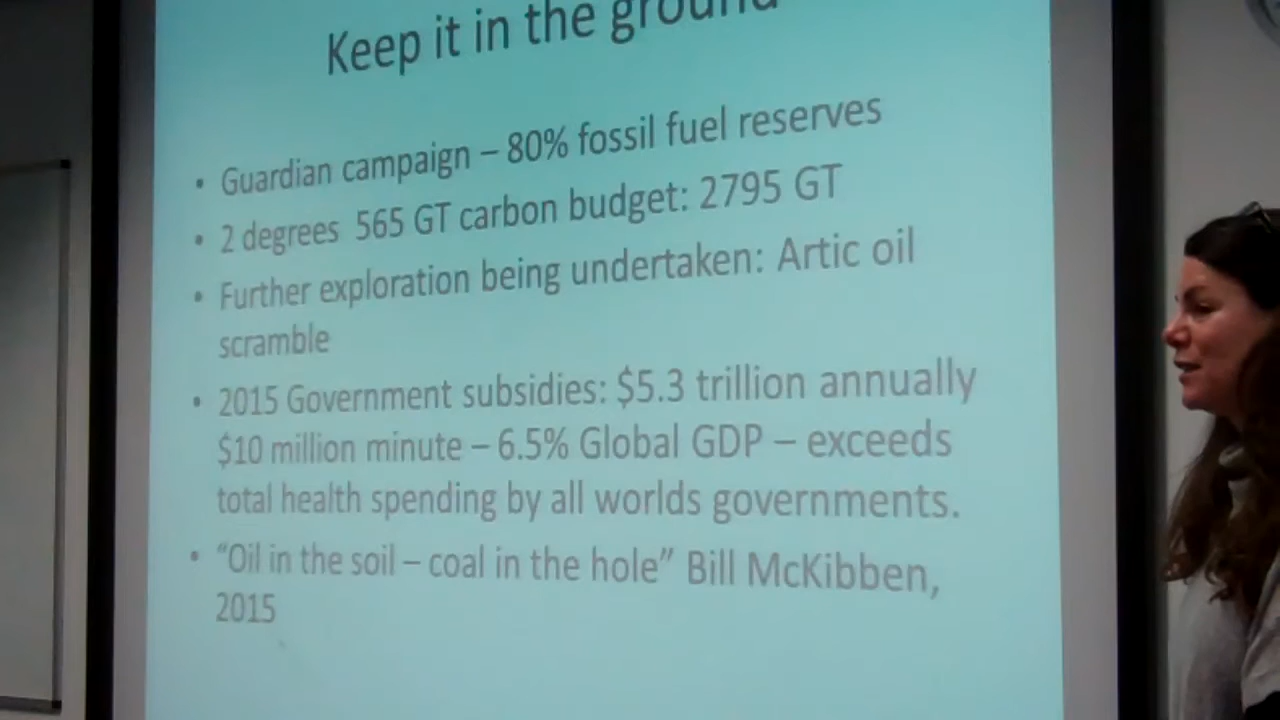 Keep it in the ground
• Guardian campaign – 80% fossil fuel reserves
• 2 degrees 565 GT carbon budget: 2795 GT
• Further exploration being undertaken: Artic oil
scramble
• 2015 Government subsidies: $5.3 trillion annually
$10 million minute – 6.5% Global GDP – exceeds
total health spending by all worlds governments.
• “Oil in the soil – coal in the hole” Bill McKibben,
2015